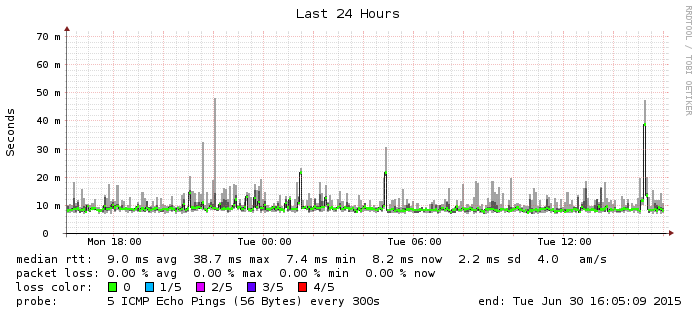 Last 24 Hours
RRDTOOL / TOBI OETIKER
Seconds
70 m
60 m
50 m
40 m
30 m
20 m
10 m
0
Mon 18:00 Tue 00:00 Tue 06:00 Tue 12:00
median rtt: 9.0 ms avg 38.7 ms max 7.4 ms min 8.2 ms now 2.2 ms sd 4.0 am/s
packet loss: 0.00 % avg 0.00 % max 0.00 % min 0.00 % now
loss color: 0 1/5 2/5 3/5 4/5
probe: 5 ICMP Echo Pings (56 Bytes) every 300s end: Tue Jun 30 16:05:09 2015